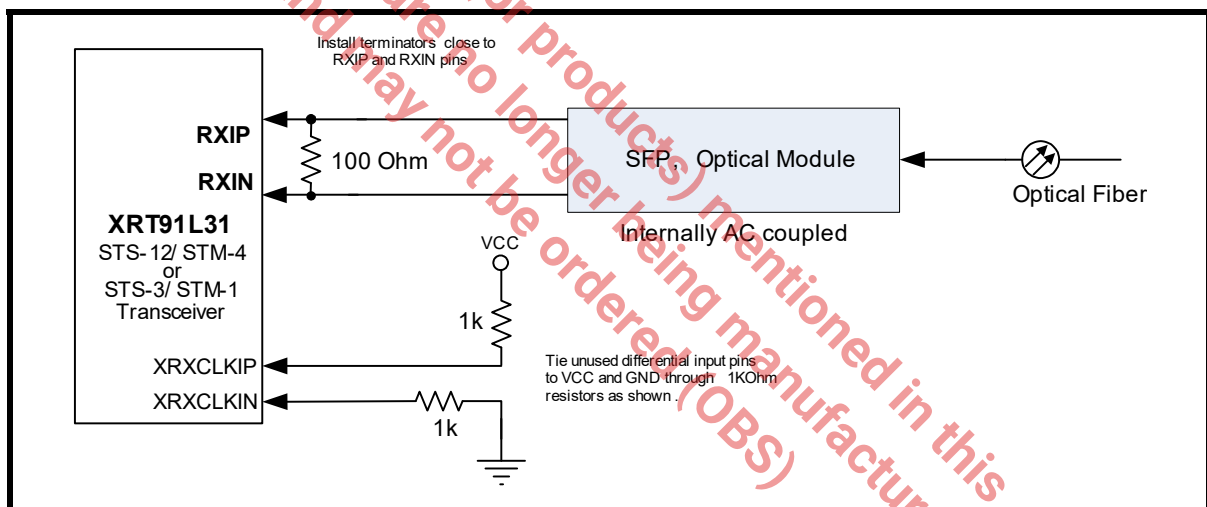 Install terminators close to
RXIP and RXIN pins
RXIP
100 Ohm
RXIN
SFP, Optical Module
Optical Fiber
Internally AC coupled
XRT91L31
STS-12/ STM-4
or
STS-3/ STM-1
Transceiver
VCC
1k
XRXCLKIP
Tie unused differential input pins
to VCC and GND through 1KOhm
resistors as shown .
XRXCLKIN
1k
or products) mentioned in this
are no longer being manufactu
nd may not be ordered (OBS)